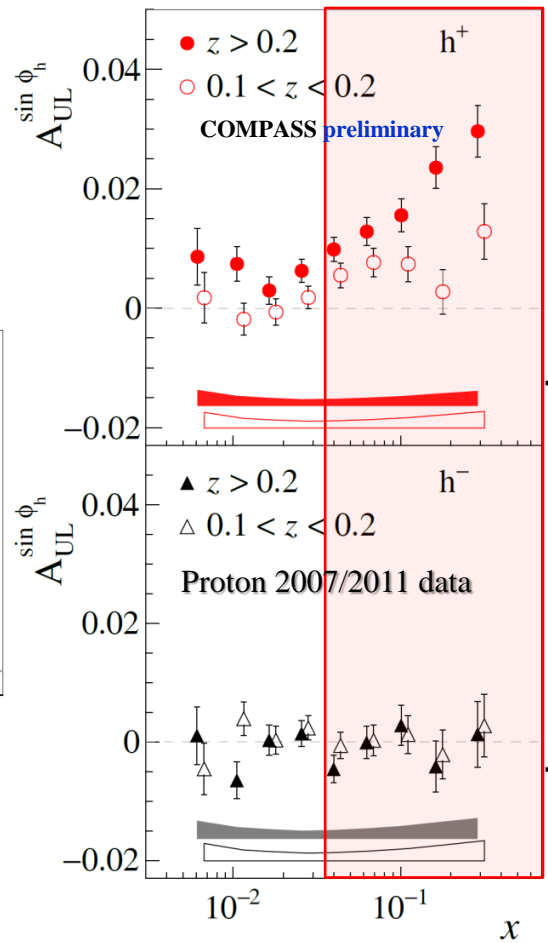 0.04
0.02
0
−0.02
A_UL^{sin ϕ_h}
z > 0.2
h⁺
0.1 < z < 0.2
COMPASS preliminary
0.04
0.02
0
−0.02
A_UL^{sin ϕ_h}
z > 0.2
h⁻
0.1 < z < 0.2
Proton 2007/2011 data
10⁻²
10⁻¹
x